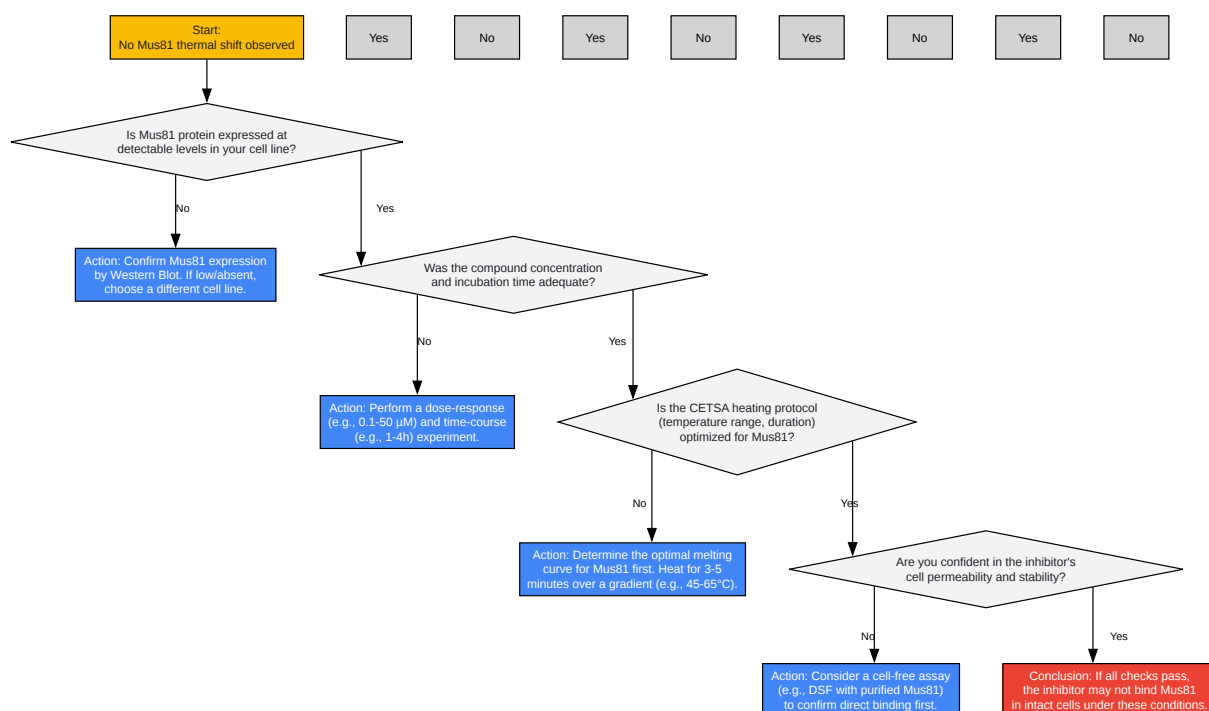 Start:
No Mus81 thermal shift observed
Yes
No
Yes
No
Yes
No
Yes
No
Is Mus81 protein expressed at
detectable levels in your cell line?
No
Yes
Action: Confirm Mus81 expression
by Western Blot. If low/absent,
choose a different cell line.
Was the compound concentration
and incubation time adequate?
No
Yes
Action: Perform a dose-response
(e.g., 0.1-50 µM) and time-course
(e.g., 1-4h) experiment.
Is the CETSA heating protocol
(temperature range, duration)
optimized for Mus81?
No
Yes
Action: Determine the optimal melting
curve for Mus81 first. Heat for 3-5
minutes over a gradient (e.g., 45-65°C).
Are you confident in the inhibitor's
cell permeability and stability?
No
Yes
Action: Consider a cell-free assay
(e.g., DSF with purified Mus81)
to confirm direct binding first.
Conclusion: If all checks pass,
the inhibitor may not bind Mus81
in intact cells under these conditions.